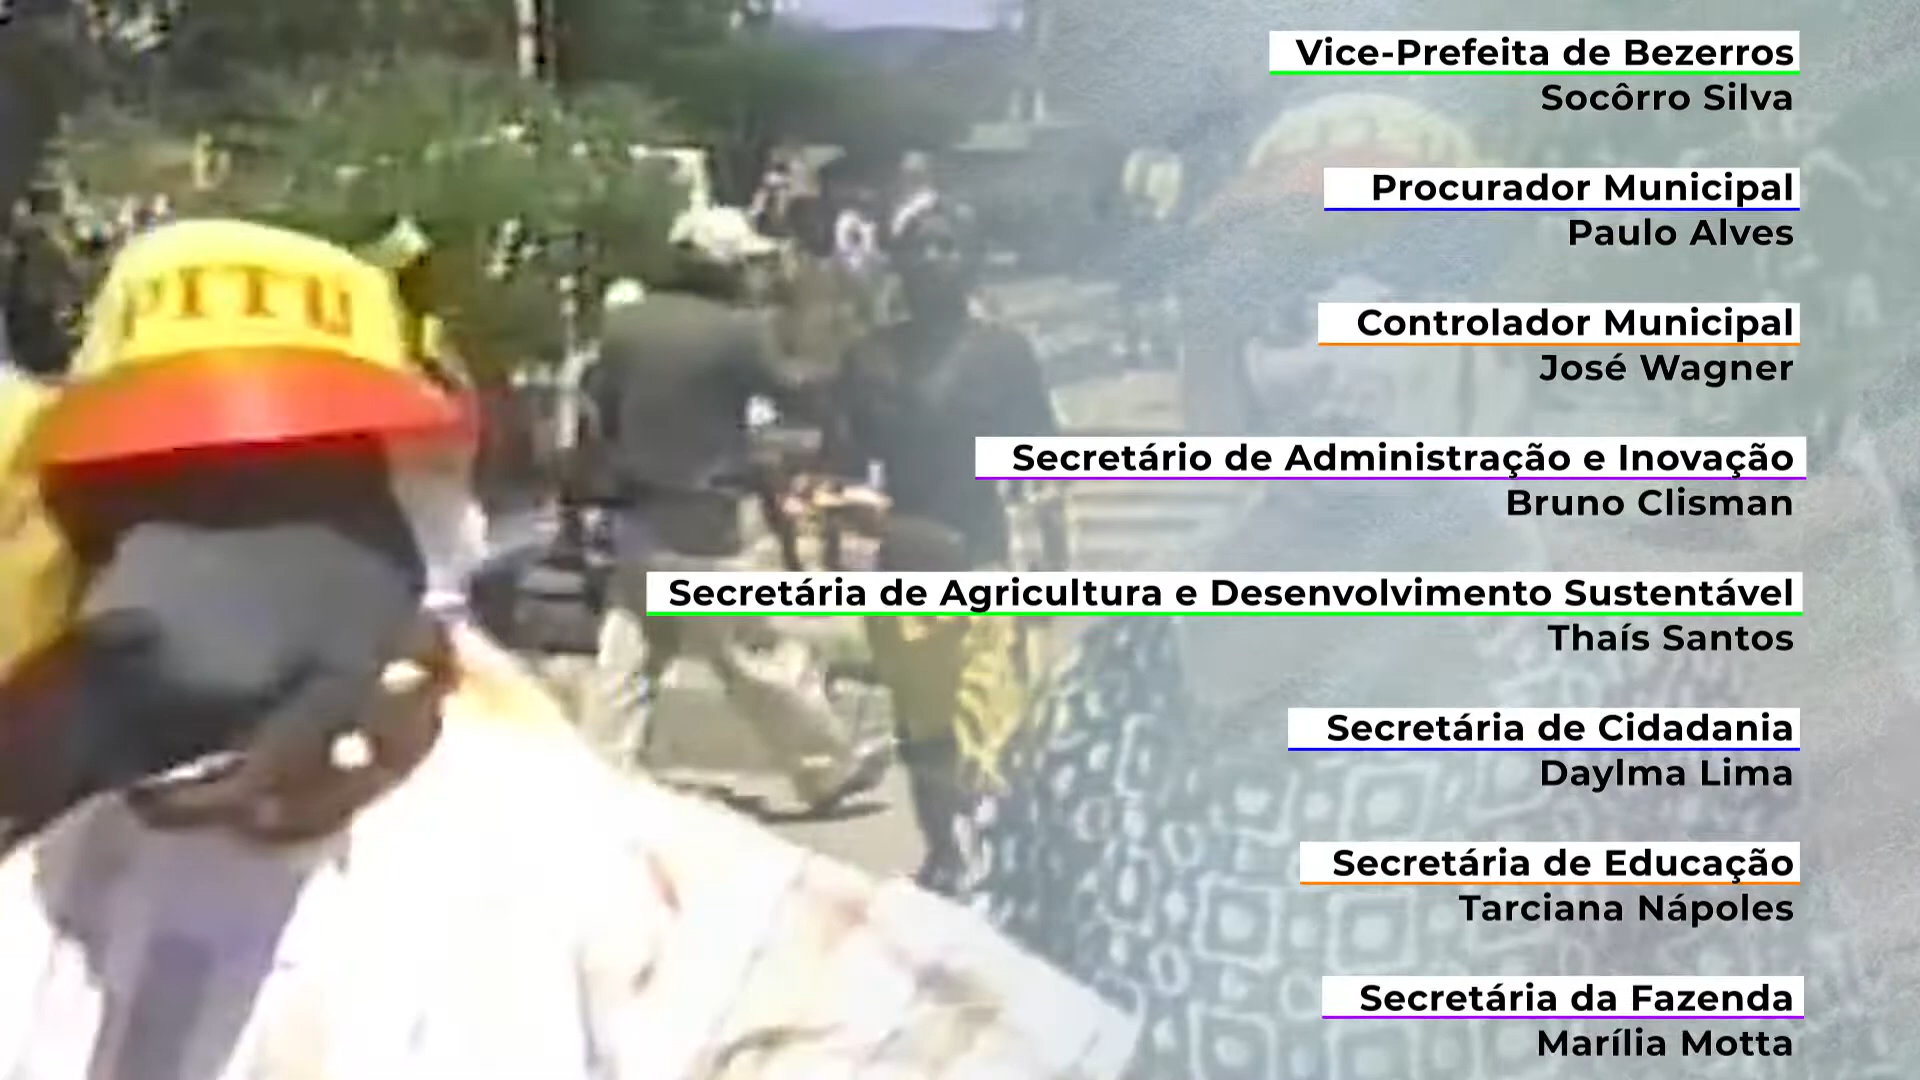 Vice-Prefeita de Bezerros
Socôrro Silva
Procurador Municipal
Paulo Alves
Controlador Municipal
José Wagner
Secretário de Administração e Inovação
Bruno Clisman
Secretária de Agricultura e Desenvolvimento Sustentável
Thaís Santos
Secretária de Cidadania
Daylma Lima
Secretária de Educação
Tarciana Nápoles
Secretária da Fazenda
Marília Motta
PITU